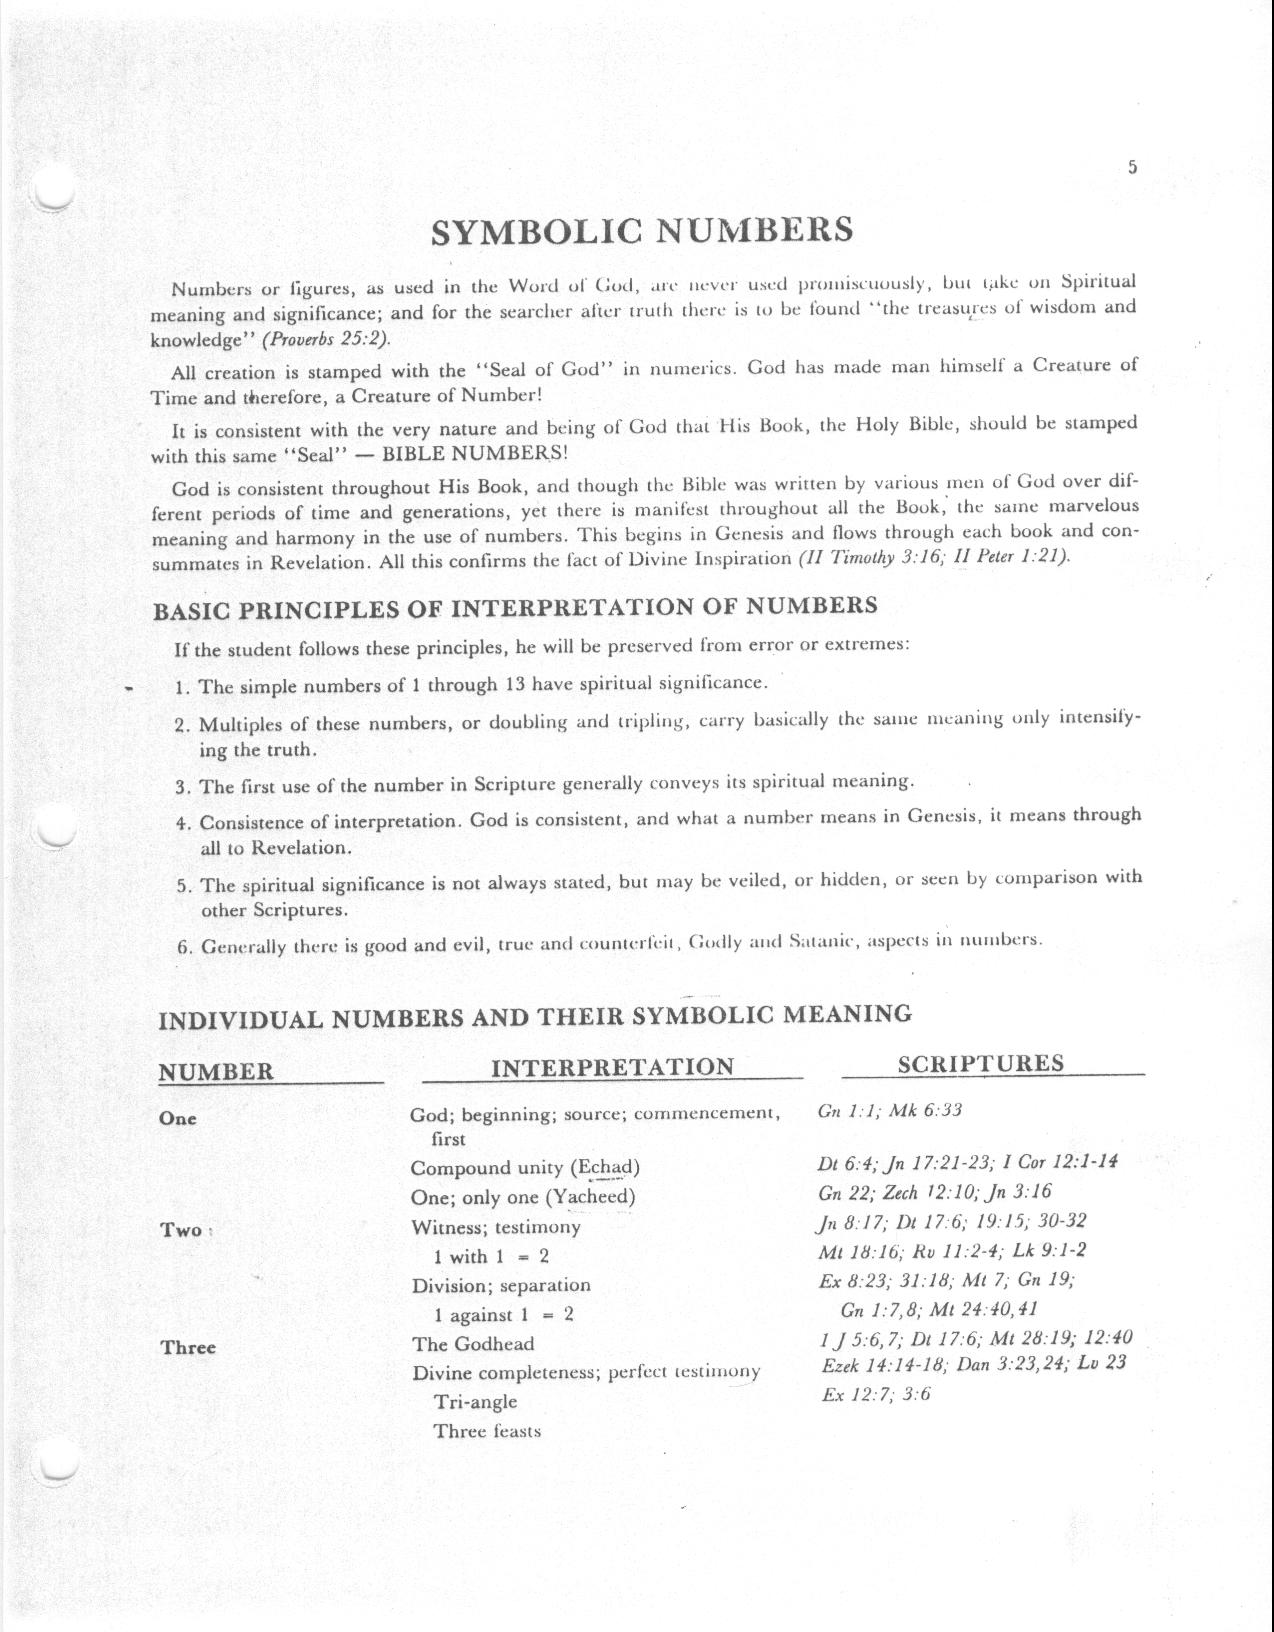 5
SYMBOLIC NUMBERS
Numbers or figures, as used in the Word of God, are never used promiscuously, but take on Spiritual
meaning and significance; and for the searcher after truth there is to be found "the treasures of wisdom and
knowledge" (Proverbs 25:2).
All creation is stamped with the "Seal of God" in numerics. God has made man himself a Creature of
Time and therefore, a Creature of Number!
It is consistent with the very nature and being of God that His Book, the Holy Bible, should be stamped
with this same "Seal" — BIBLE NUMBERS!
God is consistent throughout His Book, and though the Bible was written by various men of God over dif-
ferent periods of time and generations, yet there is manifest throughout all the Book, the same marvelous
meaning and harmony in the use of numbers. This begins in Genesis and flows through each book and con-
summates in Revelation. All this confirms the fact of Divine Inspiration (II Timothy 3:16; II Peter 1:21).
BASIC PRINCIPLES OF INTERPRETATION OF NUMBERS
If the student follows these principles, he will be preserved from error or extremes:
1. The simple numbers of 1 through 13 have spiritual significance.
2. Multiples of these numbers, or doubling and tripling, carry basically the same meaning only intensify-
ing the truth.
3. The first use of the number in Scripture generally conveys its spiritual meaning.
4. Consistence of interpretation. God is consistent, and what a number means in Genesis, it means through
all to Revelation.
5. The spiritual significance is not always stated, but may be veiled, or hidden, or seen by comparison with
other Scriptures.
6. Generally there is good and evil, true and counterfeit, Godly and Satanic, aspects in numbers.
INDIVIDUAL NUMBERS AND THEIR SYMBOLIC MEANING
NUMBER INTERPRETATION SCRIPTURES
One God; beginning; source; commencement, Gn 1:1; Mk 6:33
first
Compound unity (Echad) Dt 6:4; Jn 17:21-23; I Cor 12:1-14
One; only one (Yacheed) Gn 22; Zech 12:10; Jn 3:16
Two Witness; testimony Jn 8:17; Dt 17:6; 19:15; 30-32
1 with 1 = 2 Mt 18:16; Rv 11:2-4; Lk 9:1-2
Division; separation Ex 8:23; 31:18; Mt 7; Gn 19;
1 against 1 = 2 Gn 1:7,8; Mt 24:40,41
Three The Godhead 1 J 5:6,7; Dt 17:6; Mt 28:19; 12:40
Divine completeness; perfect testimony Ezek 14:14-18; Dan 3:23,24; Lv 23
Tri-angle Ex 12:7; 3:6
Three feasts